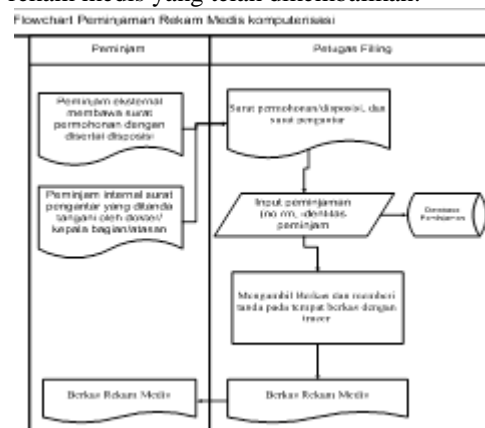 rekam medis yang telah dikembalikan.
Flowchart Peminjaman Rekam Medis komputerisasi
Peminjam
Petugas Filing
Peminjam eksternal
membawa surat
permohonan dengan
disertai disposisi
Surat permohonan/disposisi, dan
surat pengantar
Peminjam internal surat
pengantar yang ditanda
tangani oleh dokter/
kepala bagian/atasan
Input peminjaman
(no rm, identitas
peminjam
Database
Peminjaman
Mengambil Berkas dan memberi
tanda pada tempat berkas dengan
tracer
Berkas Rekam Medis
Berkas Rekam Medis